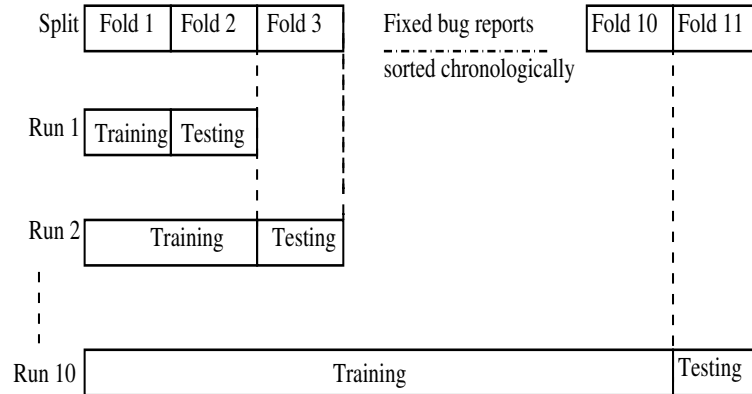 Split Fold 1 Fold 2 Fold 3 Fixed bug reports Fold 10 Fold 11
sorted chronologically
Run 1 Training Testing
Run 2 Training Testing
Run 10 Training Testing